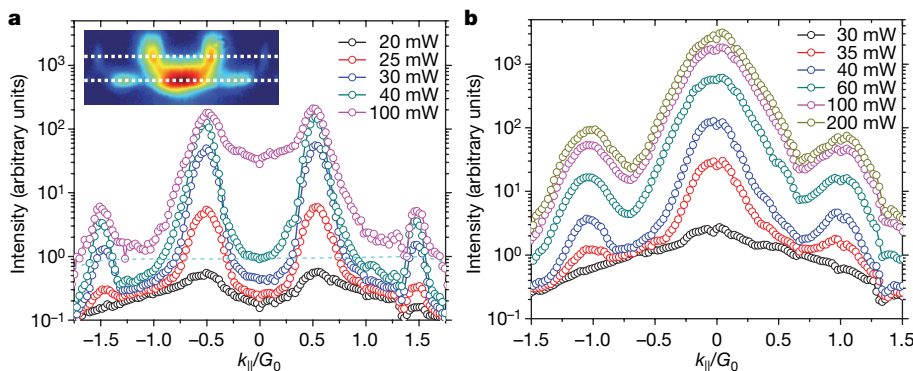 a
20 mW
25 mW
30 mW
40 mW
100 mW
Intensity (arbitrary units)
10³
10²
10¹
10⁰
10⁻¹
−1.5 −1.0 −0.5 0 0.5 1.0 1.5
k||/G₀
b
30 mW
35 mW
40 mW
60 mW
100 mW
200 mW
Intensity (arbitrary units)
10³
10²
10¹
10⁰
10⁻¹
−1.5 −1.0 −0.5 0 0.5 1.0 1.5
k||/G₀